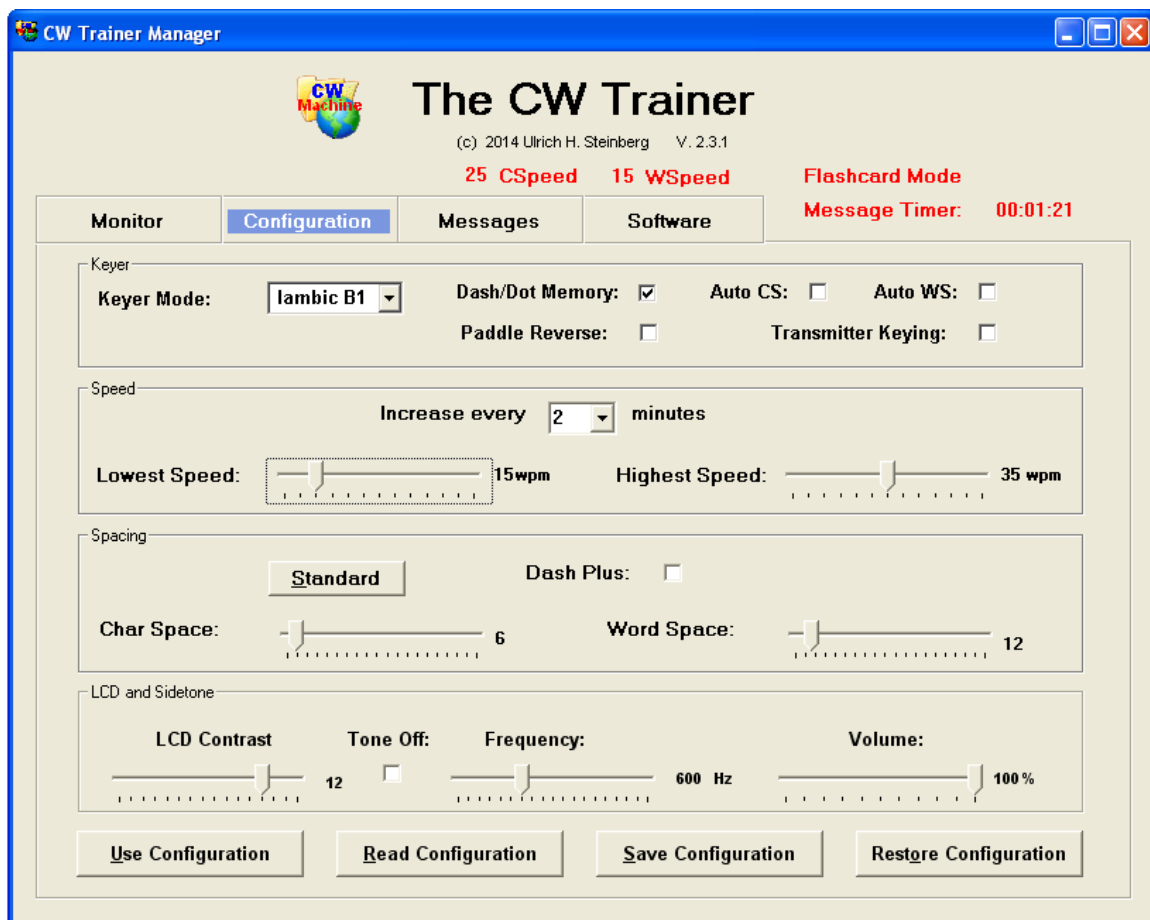 CW Trainer Manager
CW
Machine
The CW Trainer
(c) 2014 Ulrich H. Steinberg V. 2.3.1
25 CSpeed 15 WSpeed Flashcard Mode
Message Timer: 00:01:21
Monitor Configuration Messages Software
Keyer
Keyer Mode: Iambic B1 Dash/Dot Memory: Auto CS: Auto WS:
Paddle Reverse: Transmitter Keying:
Speed
Increase every 2 minutes
Lowest Speed: 15wpm Highest Speed: 35 wpm
Spacing
Standard Dash Plus:
Char Space: 6 Word Space: 12
LCD and Sidetone
LCD Contrast Tone Off: Frequency: Volume:
12 600 Hz 100 %
Use Configuration Read Configuration Save Configuration Restore Configuration